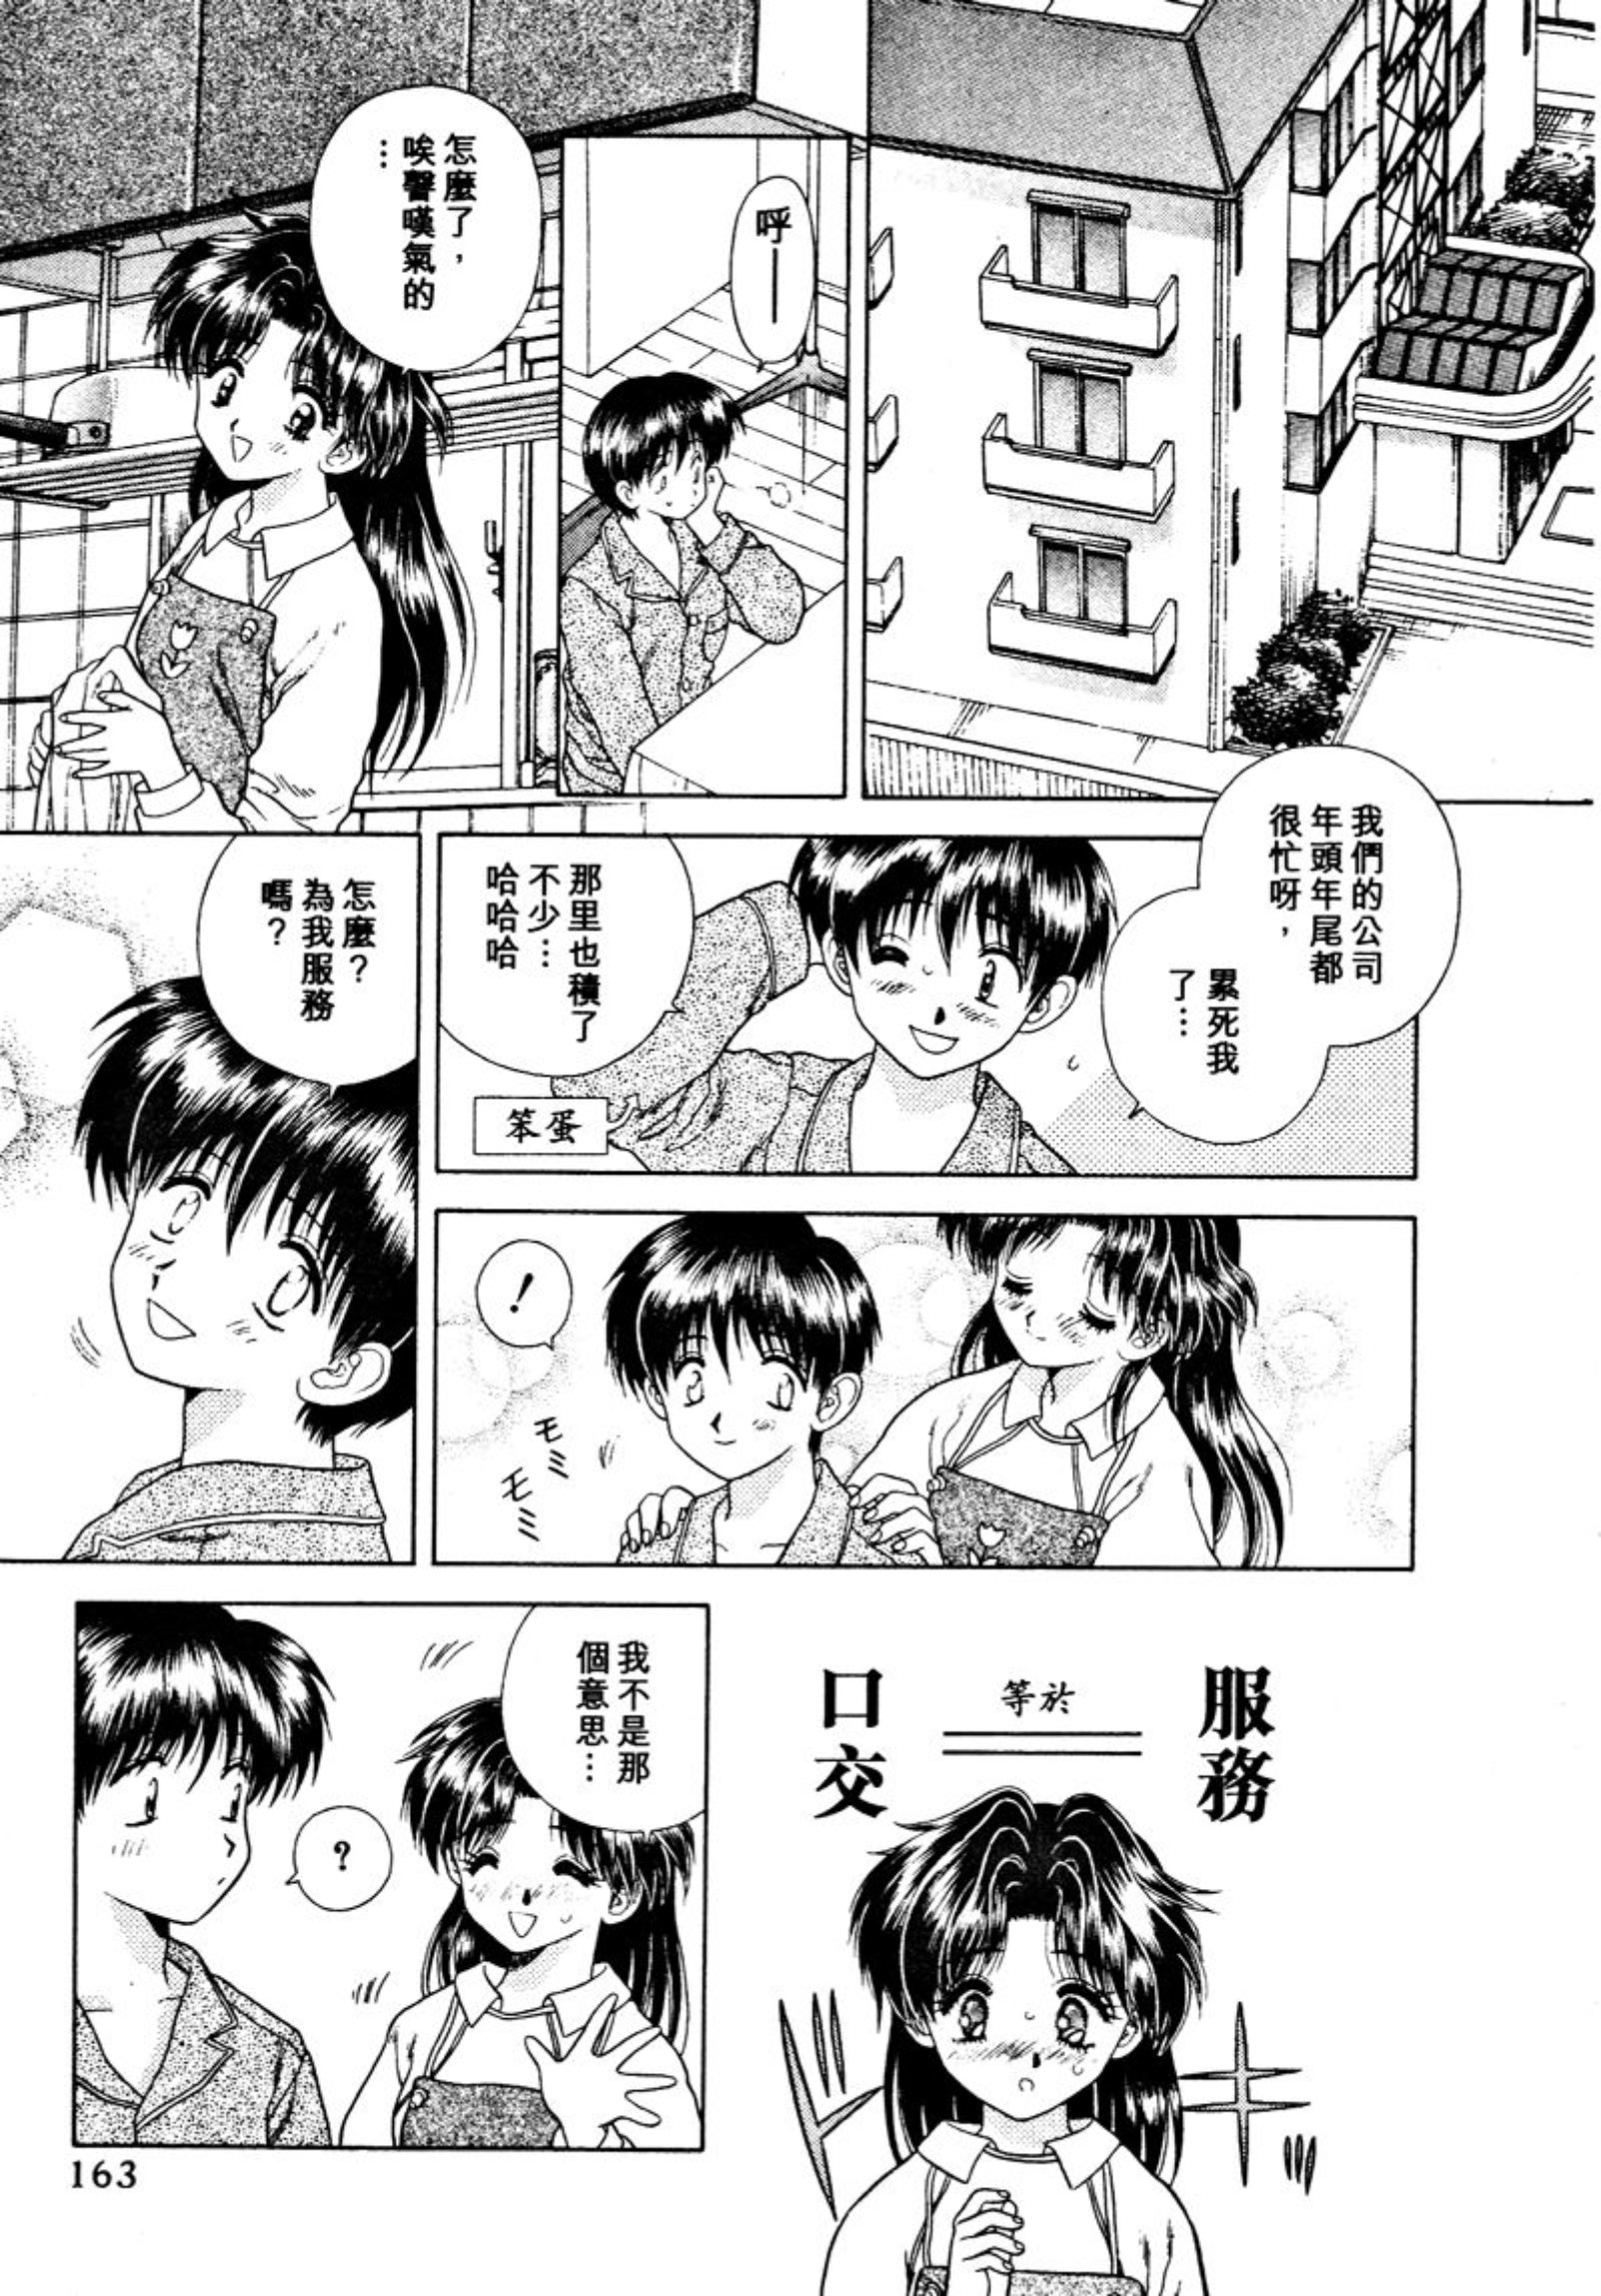 呼——
怎麼了，
唉聲嘆氣的
…
我們的公司
年頭年尾都
很忙呀，
累死我
了…
那里也積了
不少…
哈哈哈
笨蛋
怎麼？
為我服務
嗎？
！
モミ
モミ
服務
等於
口交
我不是那
個意思…
？
163